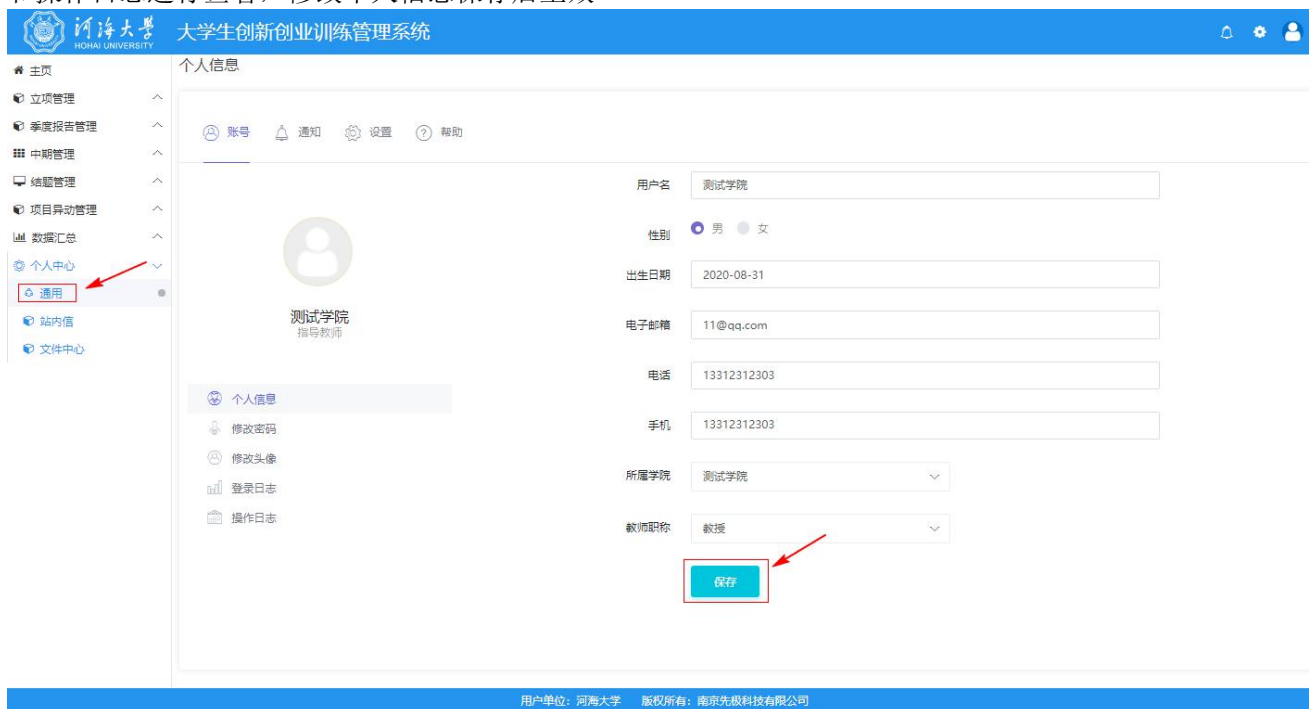 河海大学
HOHAI UNIVERSITY
大学生创新创业训练管理系统
主页
立项管理
季度报告管理
中期管理
结题管理
项目异动管理
数据汇总
个人中心
通用
站内信
文件中心
个人信息
账号 通知 设置 帮助
测试学院
指导教师
个人信息
修改密码
修改头像
登录日志
操作日志
用户名 测试学院
性别 男 女
出生日期 2020-08-31
电子邮箱 11@qq.com
电话 13312312303
手机 13312312303
所属学院 测试学院
教师职称 教授
保存
用户单位：河海大学 版权所有：南京先极科技有限公司